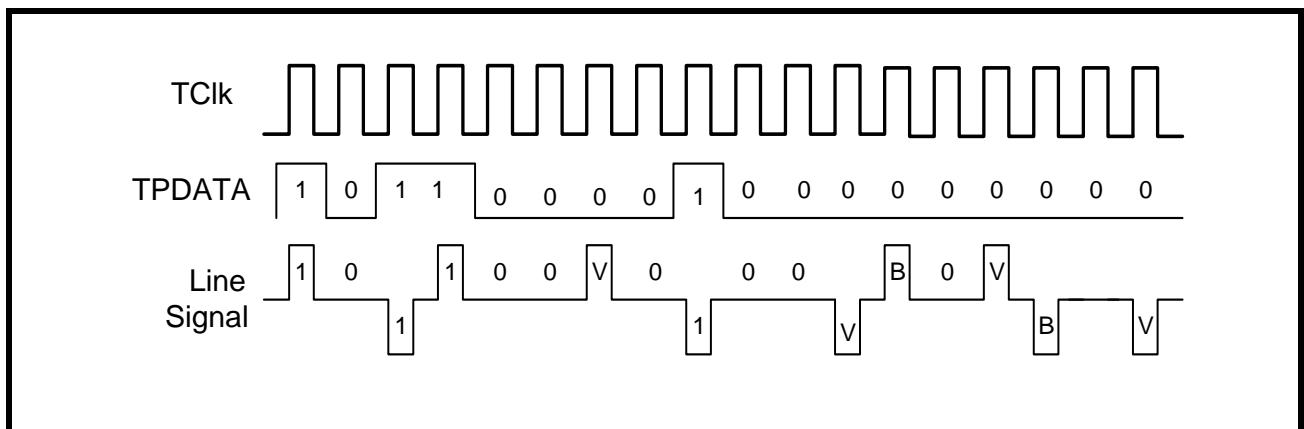 TClk
TPDATA 1 0 1 1 0 0 0 0 1 0 0 0 0 0 0 0 0 0
Line
Signal
1 0 1 0 0 V 0 0 0 B 0 V
1 1 V B V